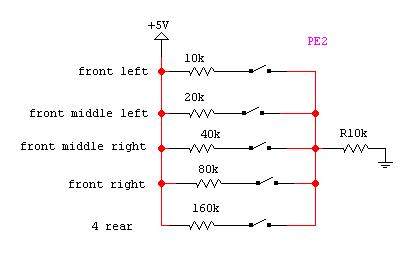 +5V
PE2
10k
front left
20k
front middle left
40k
front middle right
R10k
80k
front right
160k
4 rear